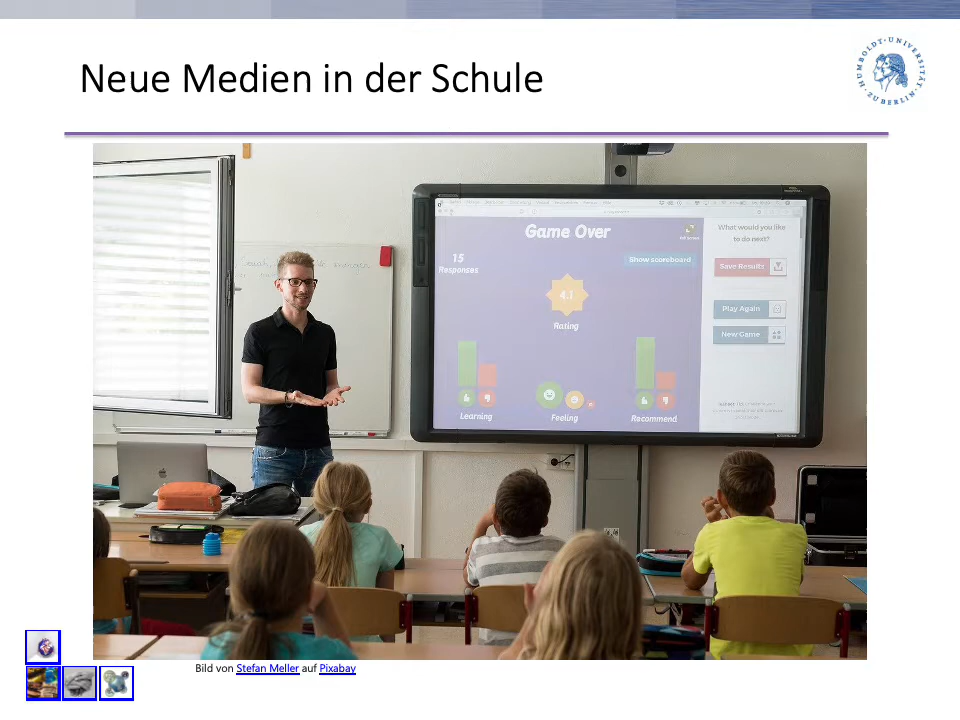 Neue Medien in der Schule
HUMBOLDT-UNIVERSITÄT
ZU BERLIN
Game Over
15
Responses
Full Screen
Show scoreboard
4.1
Rating
Learning
Feeling
Recommend
What would you like
to do next?
Save Results
Play Again
New Game
Bild von Stefan Meller auf Pixabay